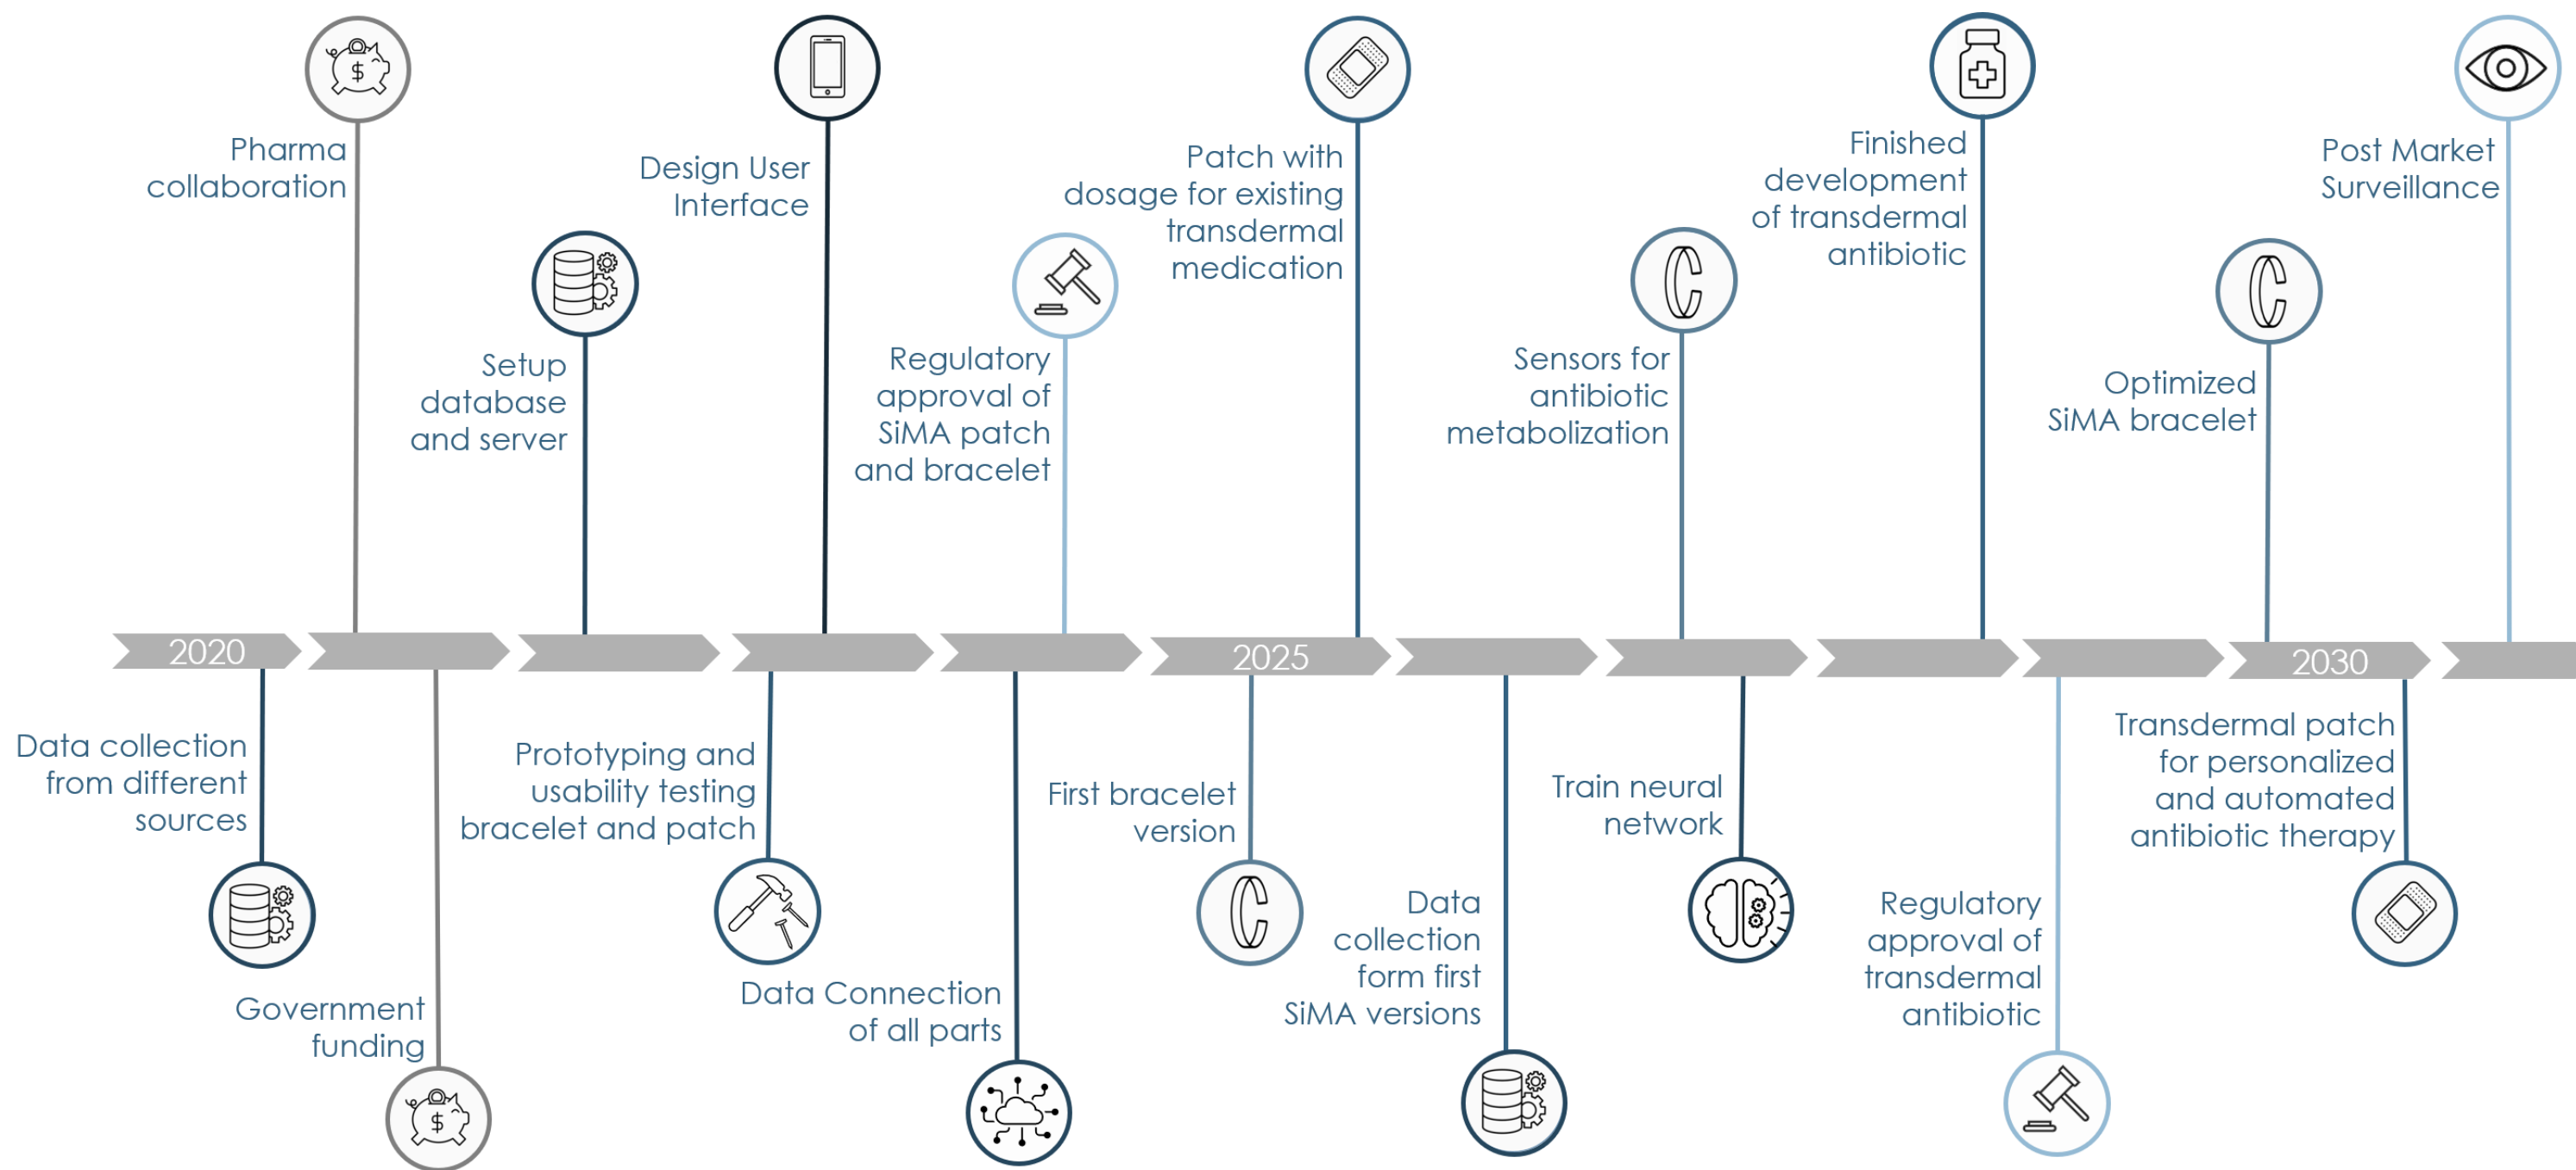 Pharma
collaboration
Setup
database
and server
Design User
Interface
Regulatory
approval of
SiMA patch
and bracelet
Patch with
dosage for existing
transdermal
medication
Sensors for
antibiotic
metabolization
Finished
development
of transdermal
antibiotic
Optimized
SiMA bracelet
Post Market
Surveillance
2020
2025
2030
Data collection
from different
sources
Government
funding
Prototyping and
usability testing
bracelet and patch
Data Connection
of all parts
First bracelet
version
Data
collection
form first
SiMA versions
Train neural
network
Regulatory
approval of
transdermal
antibiotic
Transdermal patch
for personalized
and automated
antibiotic therapy